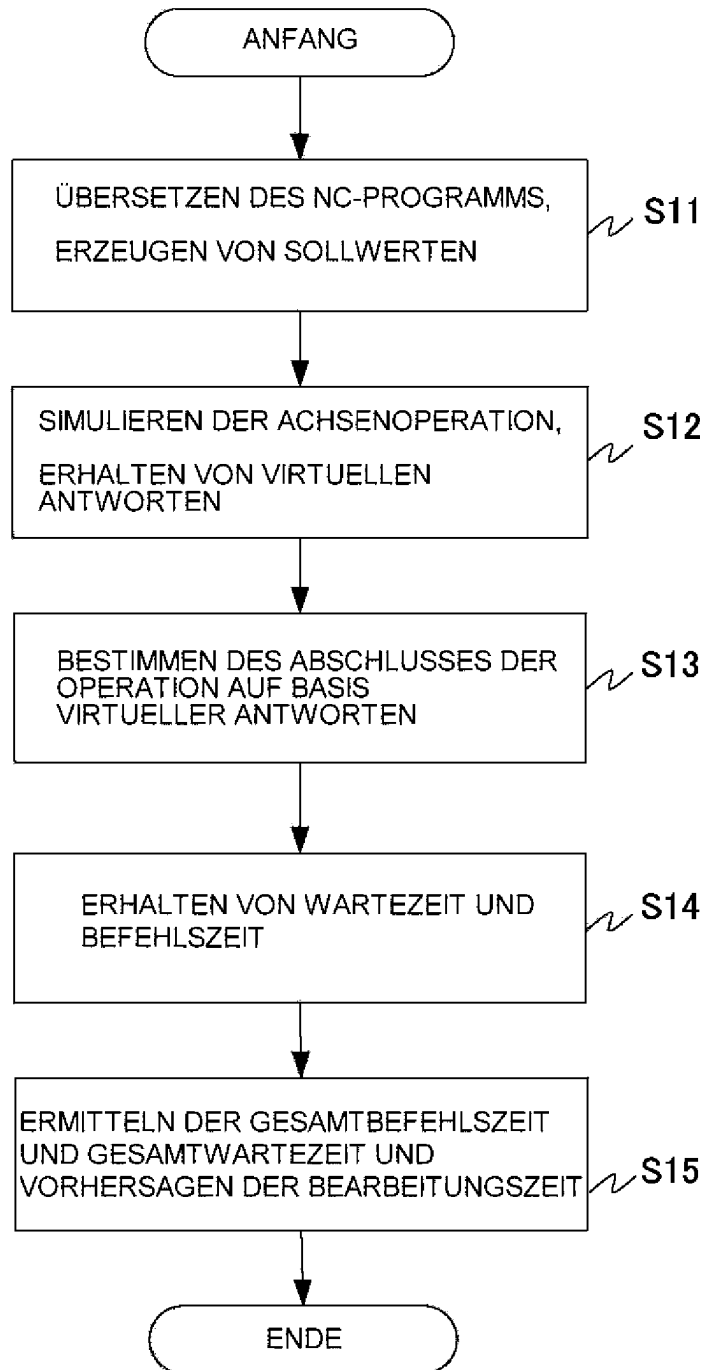 ANFANG
ÜBERSETZEN DES NC-PROGRAMMS,
ERZEUGEN VON SOLLWERTEN
S11
SIMULIEREN DER ACHSENOPERATION,
ERHALTEN VON VIRTUELLEN
ANTWORTEN
S12
BESTIMMEN DES ABSCHLUSSES DER
OPERATION AUF BASIS
VIRTUELLER ANTWORTEN
S13
ERHALTEN VON WARTEZEIT UND
BEFEHLSZEIT
S14
ERMITTELN DER GESAMTBEFEHLSZEIT
UND GESAMTWARTEZEIT UND
VORHERSAGEN DER BEARBEITUNGSZEIT
S15
ENDE